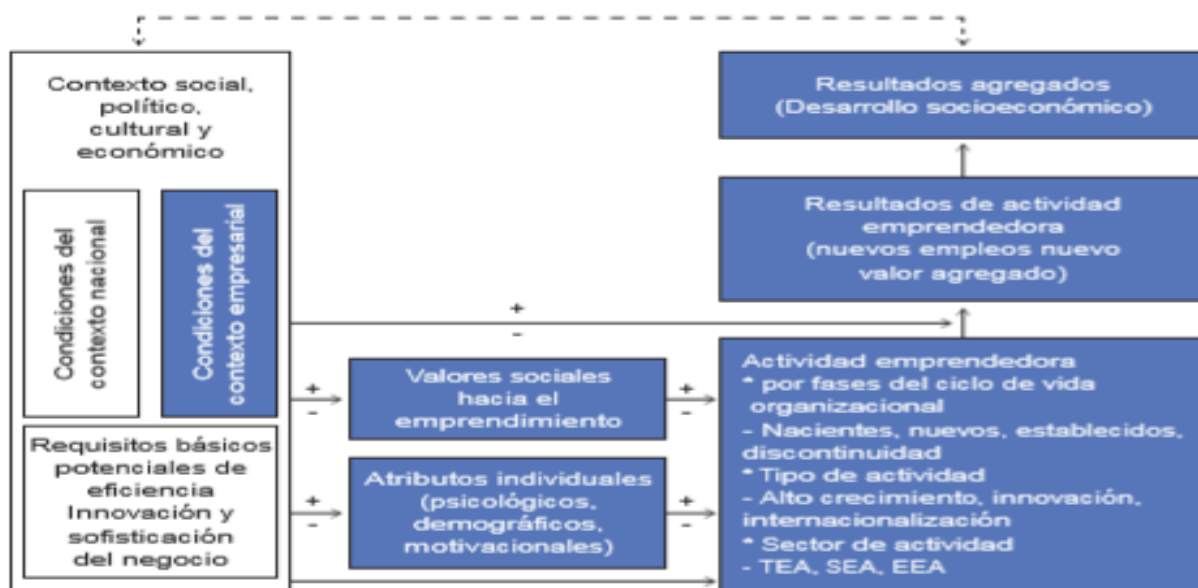 Contexto social,
político,
cultural y
económico
Condiciones del
contexto nacional
Condiciones del
contexto empresarial
Requisitos básicos
potenciales de
eficiencia
Innovación y
sofisticación
del negocio
+
-
+
-
Valores sociales
hacia el
emprendimiento
+
-
+
-
Atributos individuales
(psicológicos,
demográficos,
motivacionales)
+
-
Resultados agregados
(Desarrollo socioeconómico)
Resultados de actividad
emprendedora
(nuevos empleos nuevo
valor agregado)
Actividad emprendedora
* por fases del ciclo de vida
organizacional
- Nacientes, nuevos, establecidos,
discontinuidad
* Tipo de actividad
- Alto crecimiento, innovación,
internacionalización
* Sector de actividad
- TEA, SEA, EEA